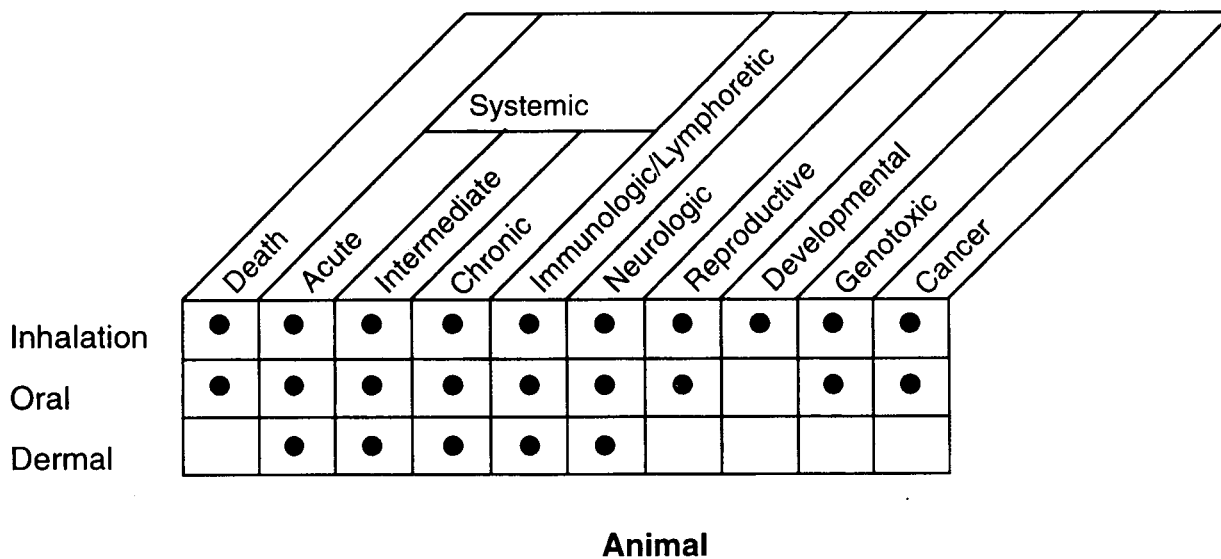 Systemic
Death
Acute
Intermediate
Chronic
Immunologic/Lymphoretic
Neurologic
Reproductive
Developmental
Genotoxic
Cancer
Inhalation
Oral
Dermal
Animal